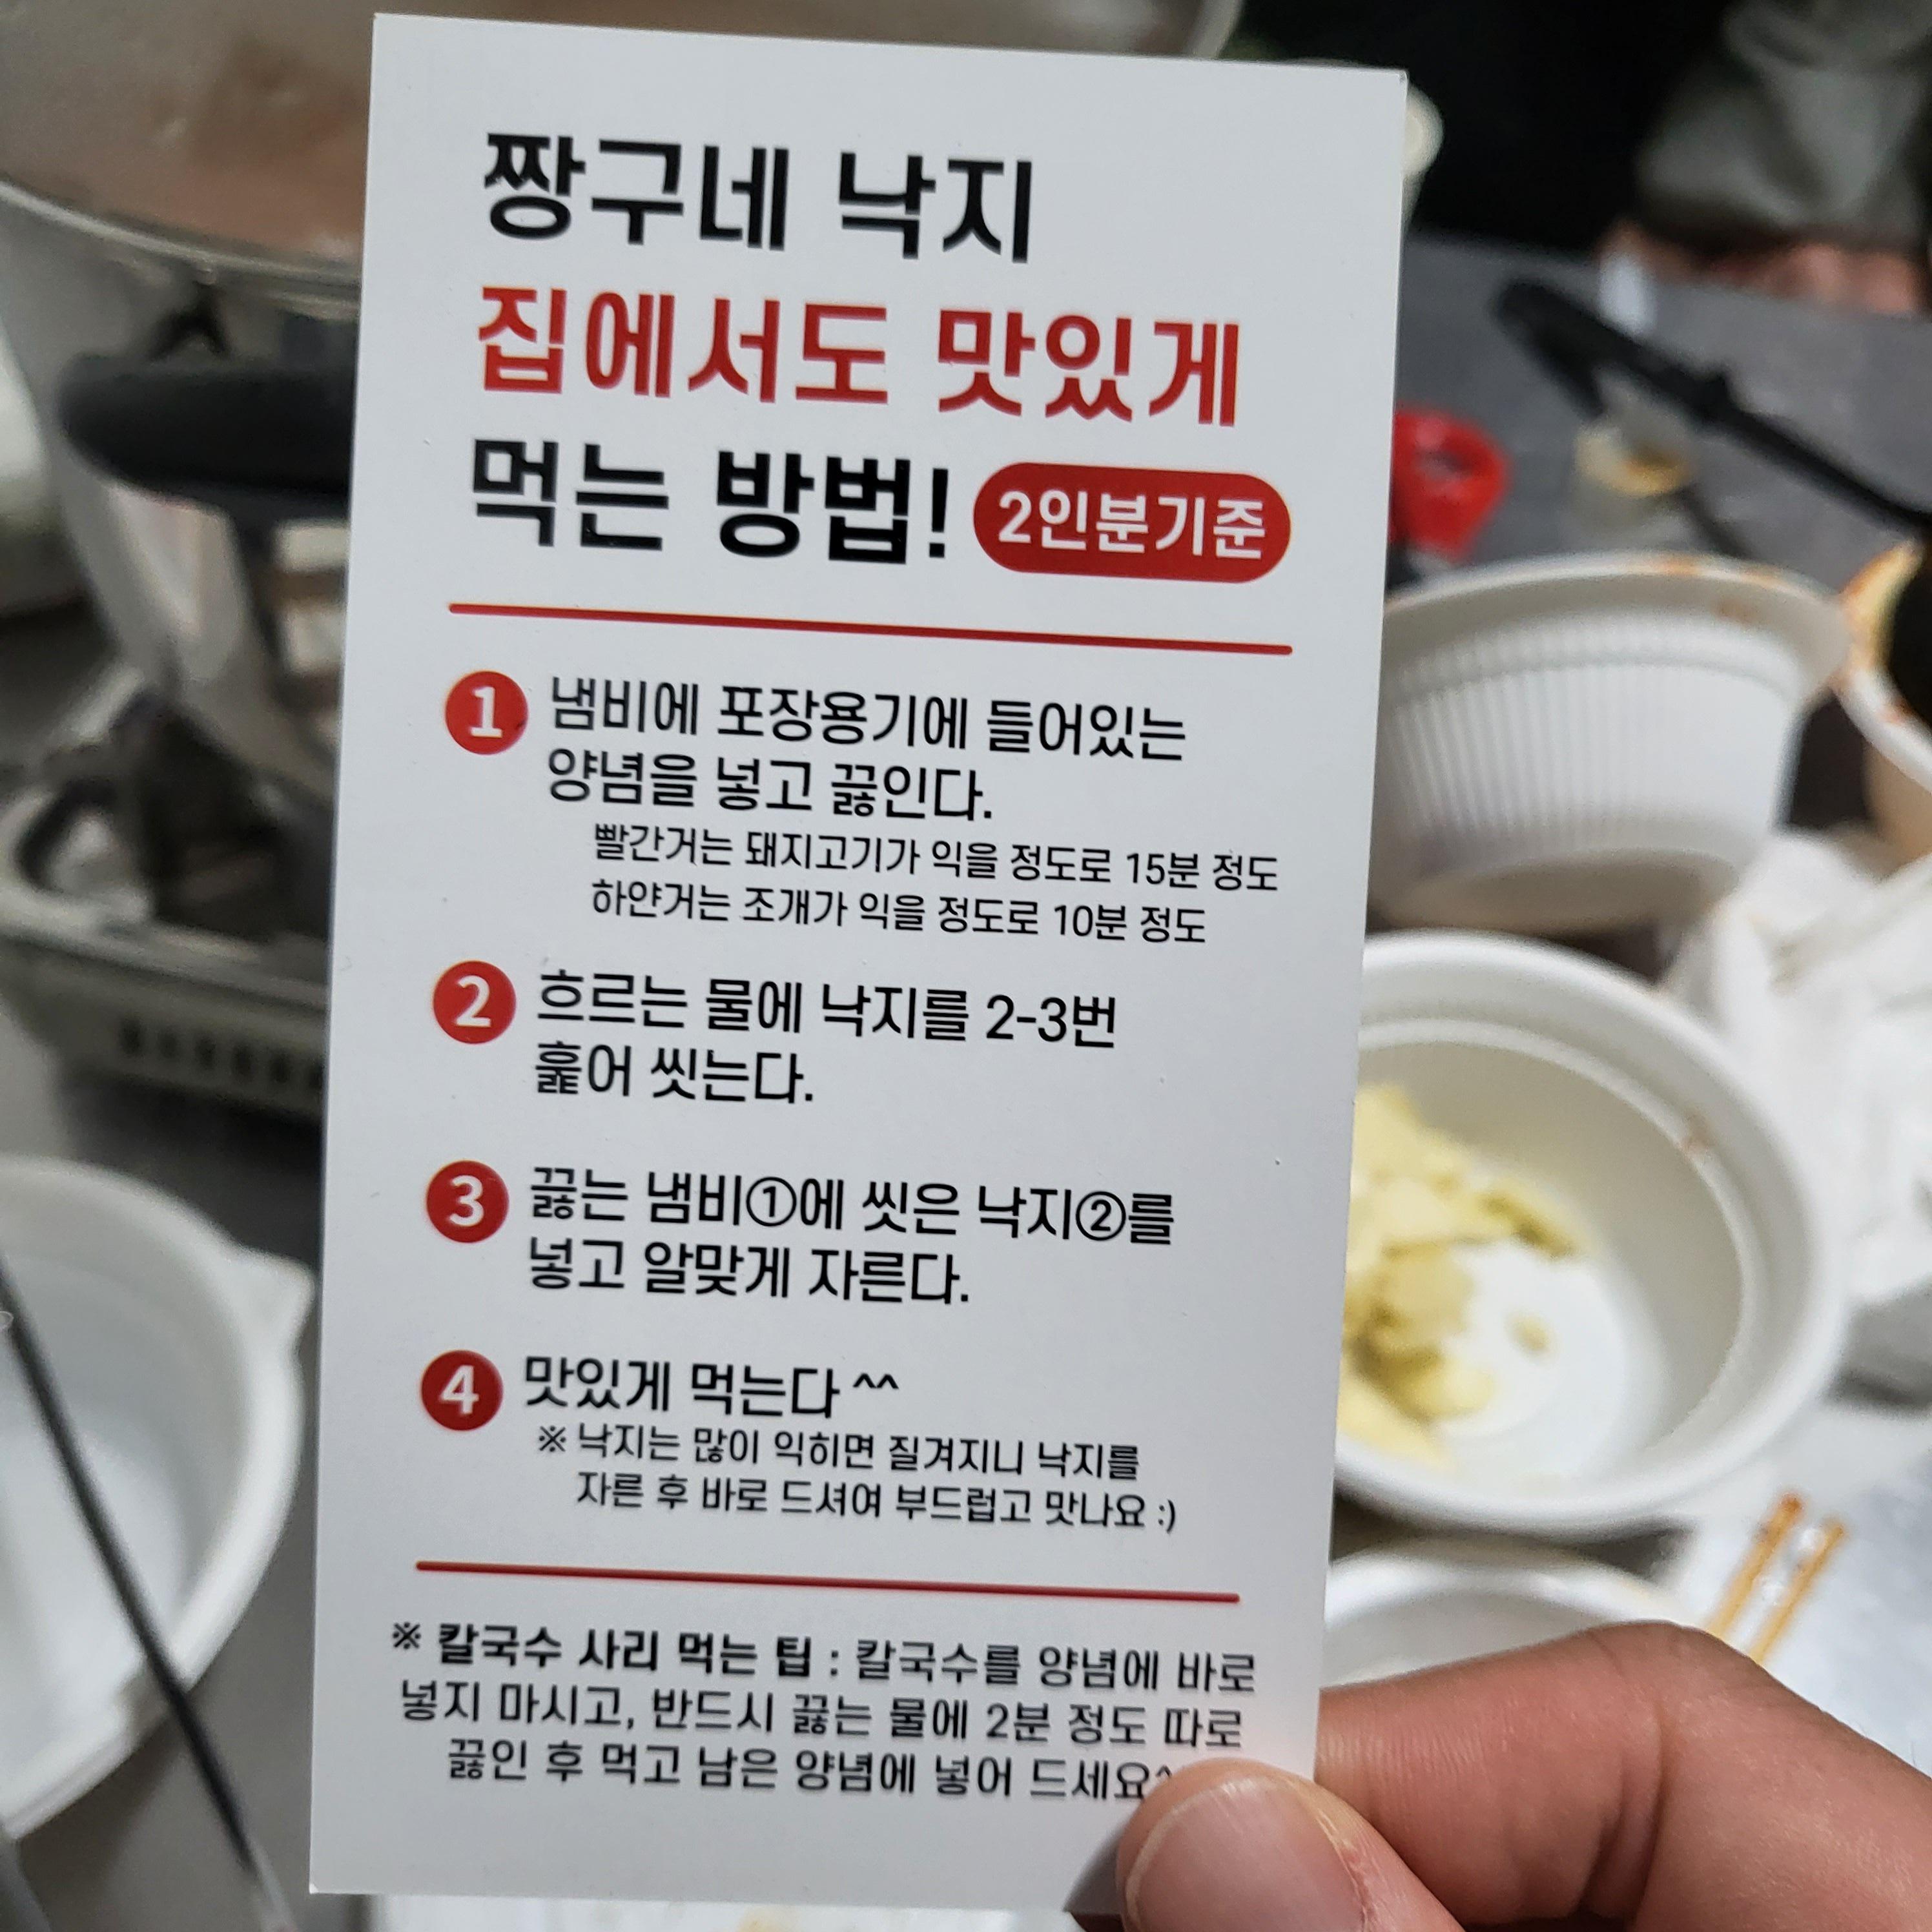 짱구네 낙지
집에서도 맛있게
먹는 방법! 2인분기준
1 냄비에 포장용기에 들어있는
양념을 넣고 끓인다.
빨간거는 돼지고기가 익을 정도로 15분 정도
하얀거는 조개가 익을 정도로 10분 정도
2 흐르는 물에 낙지를 2-3번
훑어 씻는다.
3 끓는 냄비①에 씻은 낙지②를
넣고 알맞게 자른다.
4 맛있게 먹는다 ^^
※ 낙지는 많이 익히면 질겨지니 낙지를
자른 후 바로 드셔여 부드럽고 맛나요 :)
※ 칼국수 사리 먹는 팁 : 칼국수를 양념에 바로
넣지 마시고, 반드시 끓는 물에 2분 정도 따로
끓인 후 먹고 남은 양념에 넣어 드세요^